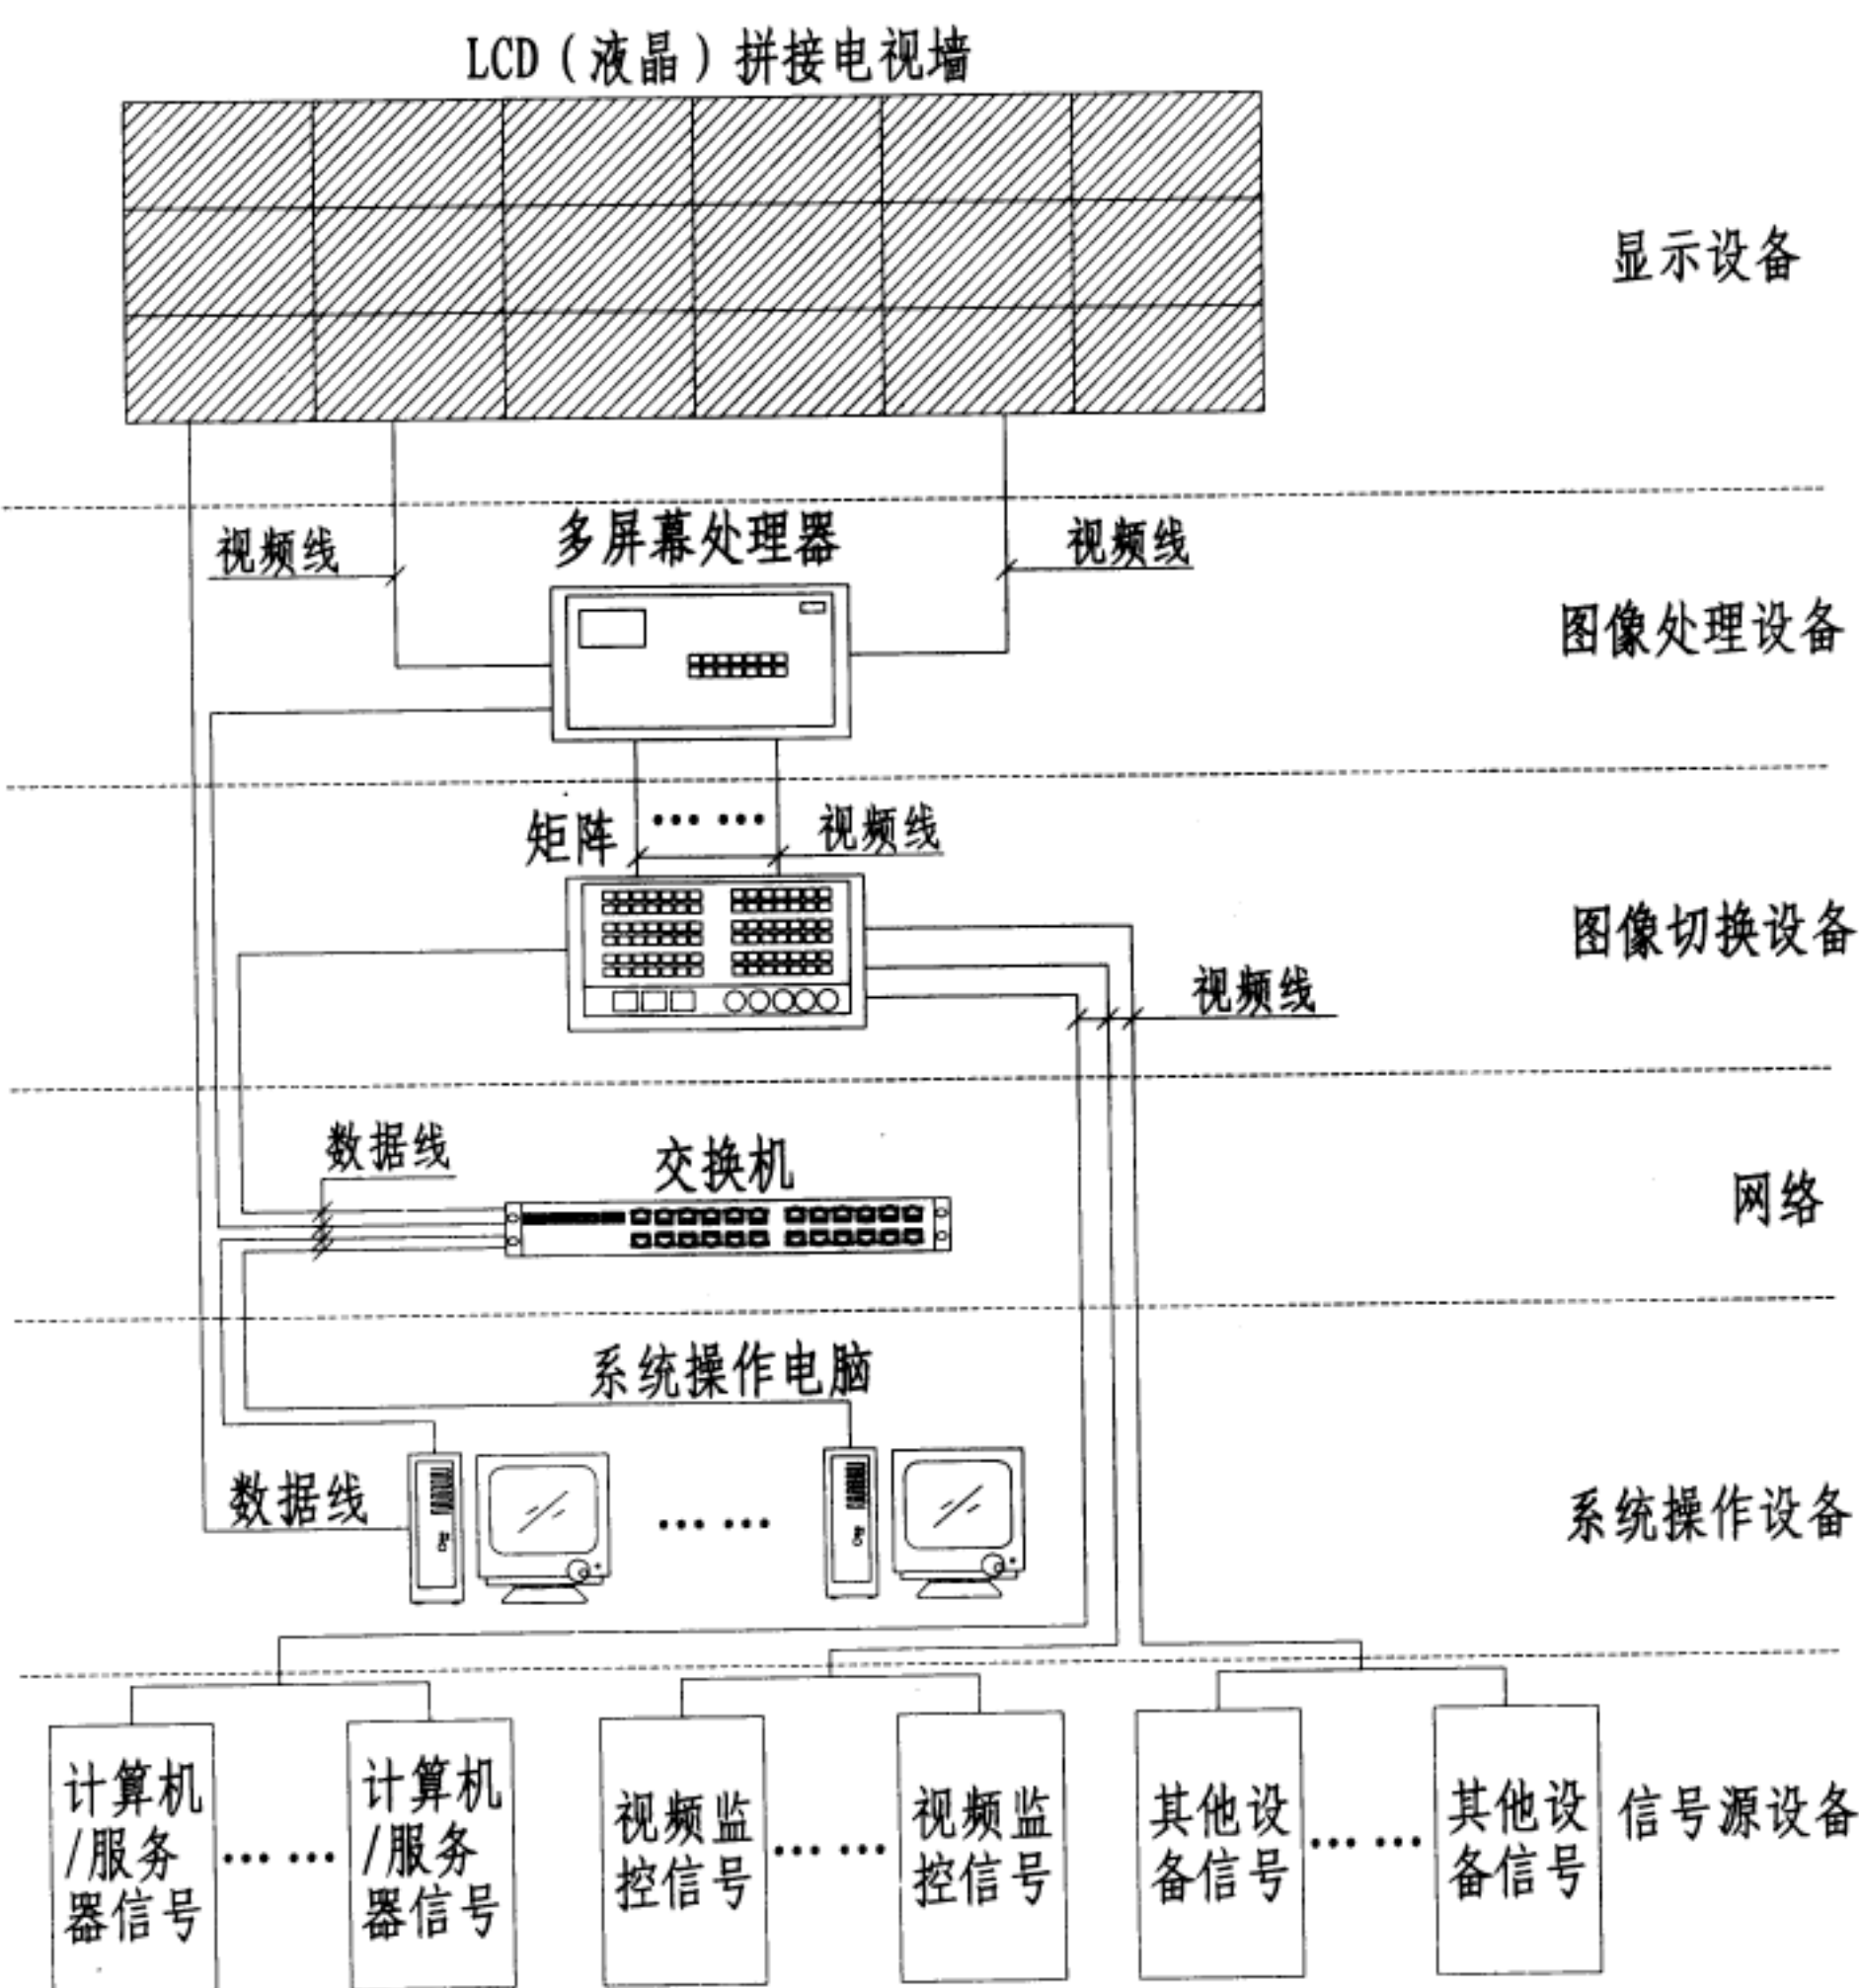 LCD（液晶）拼接电视墙
显示设备
视频线
多屏幕处理器
视频线
图像处理设备
矩阵
视频线
图像切换设备
视频线
数据线
交换机
网络
系统操作电脑
数据线
系统操作设备
计算机
/服务
器信号
计算机
/服务
器信号
视频监
控信号
视频监
控信号
其他设
备信号
其他设
备信号
信号源设备